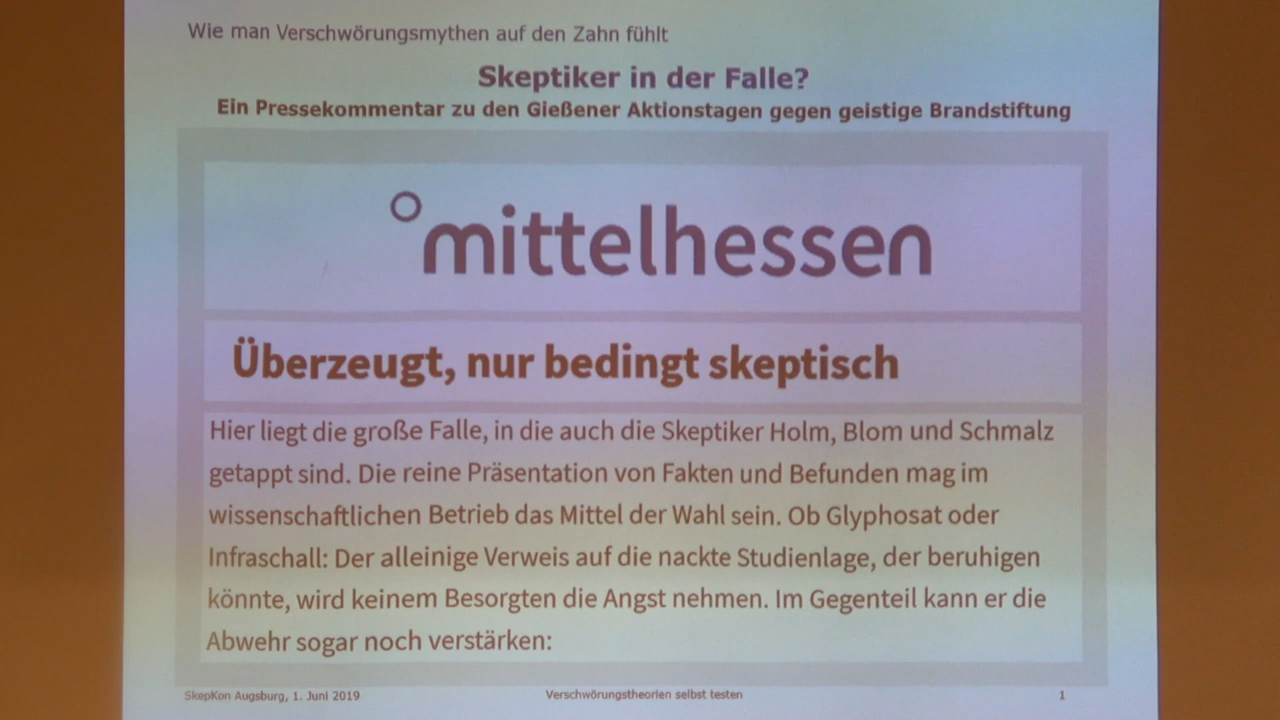 Wie man Verschwörungsmythen auf den Zahn fühlt
Skeptiker in der Falle?
Ein Pressekommentar zu den Gießener Aktionstagen gegen geistige Brandstiftung
°mittelhessen
Überzeugt, nur bedingt skeptisch
Hier liegt die große Falle, in die auch die Skeptiker Holm, Blom und Schmalz
getappt sind. Die reine Präsentation von Fakten und Befunden mag im
wissenschaftlichen Betrieb das Mittel der Wahl sein. Ob Glyphosat oder
Infraschall: Der alleinige Verweis auf die nackte Studienlage, der beruhigen
könnte, wird keinem Besorgten die Angst nehmen. Im Gegenteil kann er die
Abwehr sogar noch verstärken:
SkepKon Augsburg, 1. Juni 2019 Verschwörungstheorien selbst testen 1